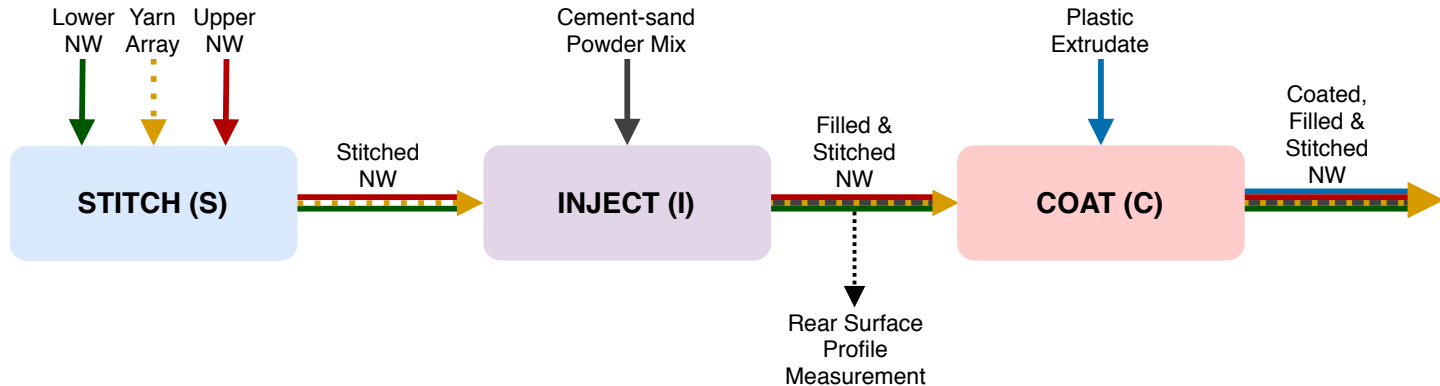 Lower
NW
Yarn
Array
Upper
NW
Cement-sand
Powder Mix
Plastic
Extrudate
STITCH (S)
Stitched
NW
INJECT (I)
Filled &
Stitched
NW
COAT (C)
Coated,
Filled &
Stitched
NW
Rear Surface
Profile
Measurement